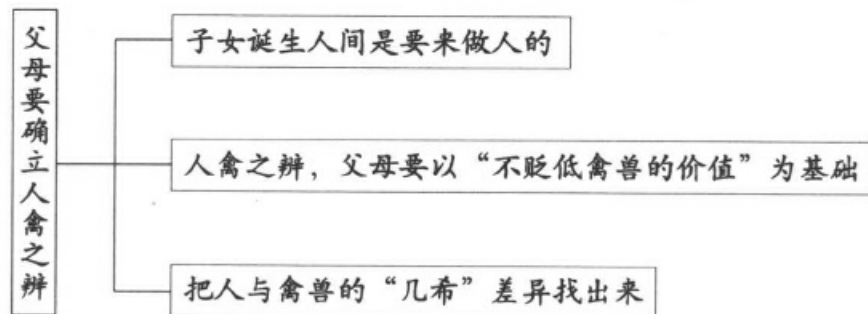 父母要确立人禽之辨
子女诞生人间是要来做人的
人禽之辨，父母要以“不贬低禽兽的价值”为基础
把人与禽兽的“几希”差异找出来